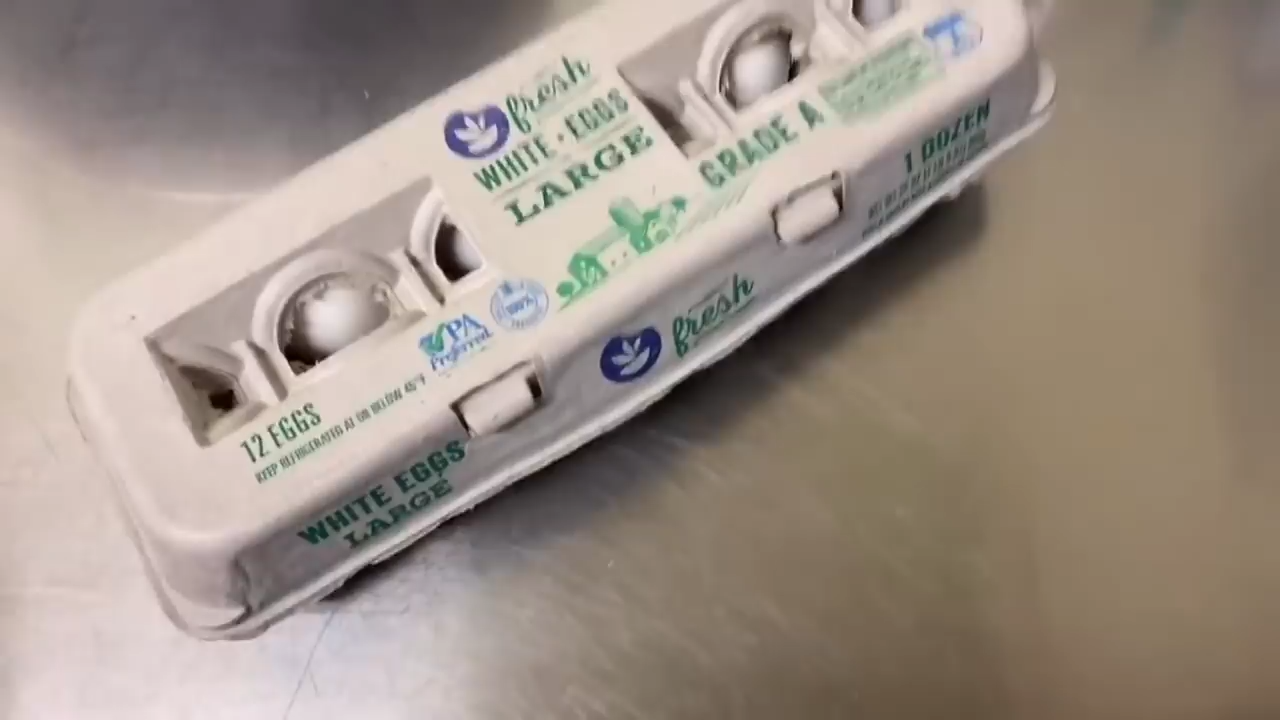 fresh
WHITE • EGGS
LARGE
GRADE A
1 DOZEN
PA
Preferred
100%
12 EGGS
KEEP REFRIGERATED AT OR BELOW 45°F
fresh
WHITE EGGS
LARGE